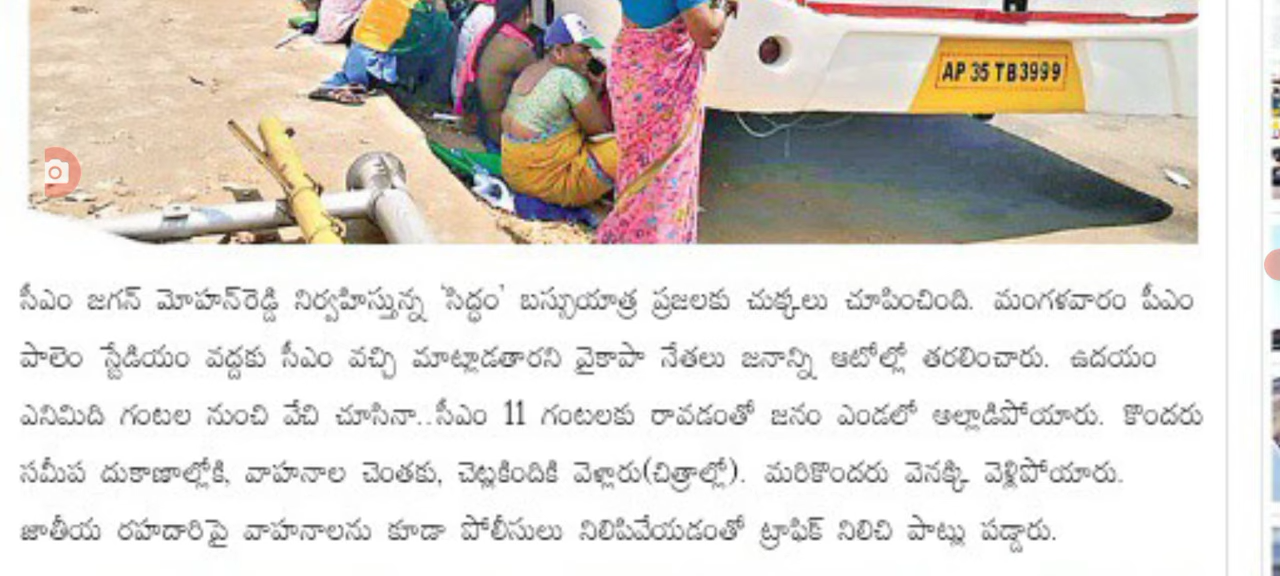 AP 35 TB3999
సీఎం జగన్ మోహన్‌రెడ్డి నిర్వహిస్తున్న 'సిద్ధం' బస్సుయాత్ర ప్రజలకు చుక్కలు చూపించింది. మంగళవారం పీఎం
పాలెం స్టేడియం వద్దకు సీఎం వచ్చి మాట్లాడతారని వైకాపా నేతలు జనాన్ని ఆటోల్లో తరలించారు. ఉదయం
ఎనిమిది గంటల నుంచి వేచి చూసినా..సీఎం 11 గంటలకు రావడంతో జనం ఎండలో అల్లాడిపోయారు. కొందరు
సమీప దుకాణాల్లోకి, వాహనాల చెంతకు, చెట్లకిందికి వెళ్లారు(చిత్రాల్లో). మరికొందరు వెనక్కి వెళ్లిపోయారు.
జాతీయ రహదారిపై వాహనాలను కూడా పోలీసులు నిలిపివేయడంతో ట్రాఫిక్ నిలిచి పాట్లు పడ్డారు.